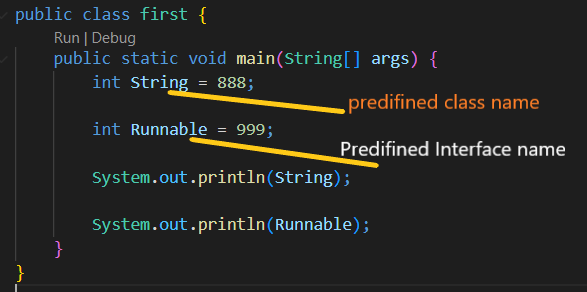 public class first {
Run | Debug
public static void main(String[] args) {
int String = 888;
predifined class name
int Runnable = 999;
Predifined Interface name
System.out.println(String);
System.out.println(Runnable);
}
}